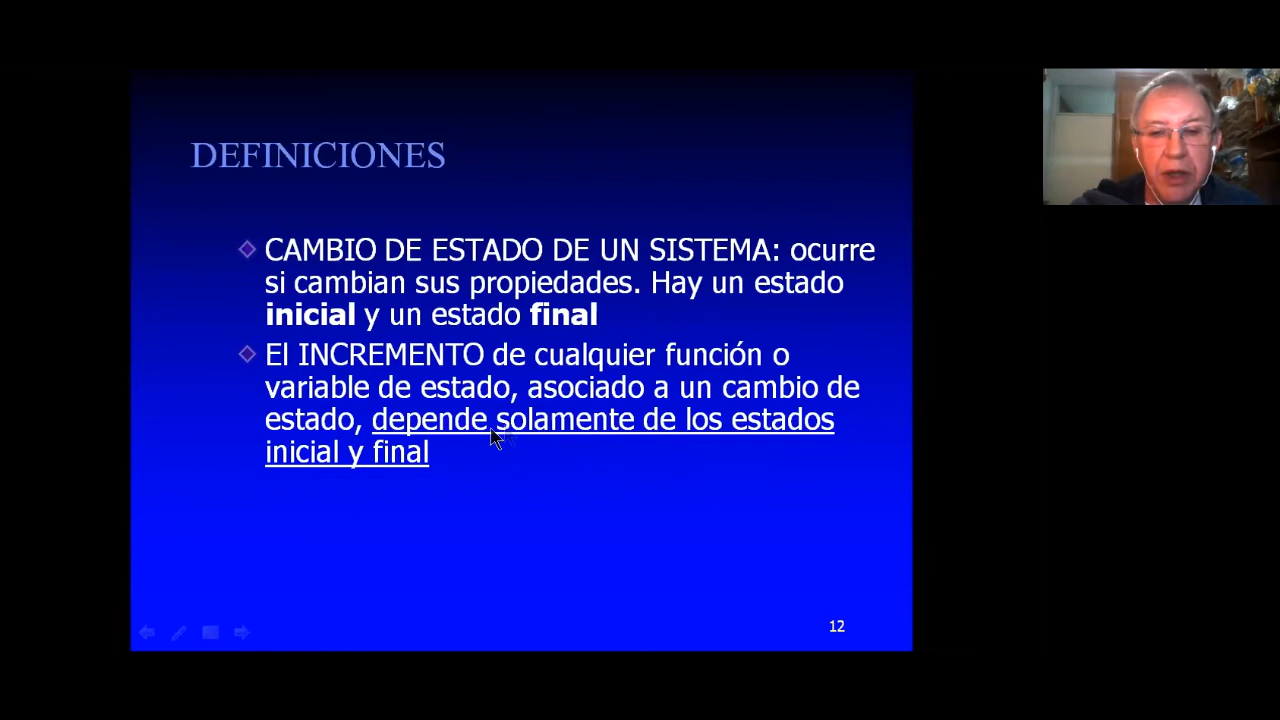 DEFINICIONES
CAMBIO DE ESTADO DE UN SISTEMA: ocurre
si cambian sus propiedades. Hay un estado
inicial y un estado final
El INCREMENTO de cualquier función o
variable de estado, asociado a un cambio de
estado, depende solamente de los estados
inicial y final
12